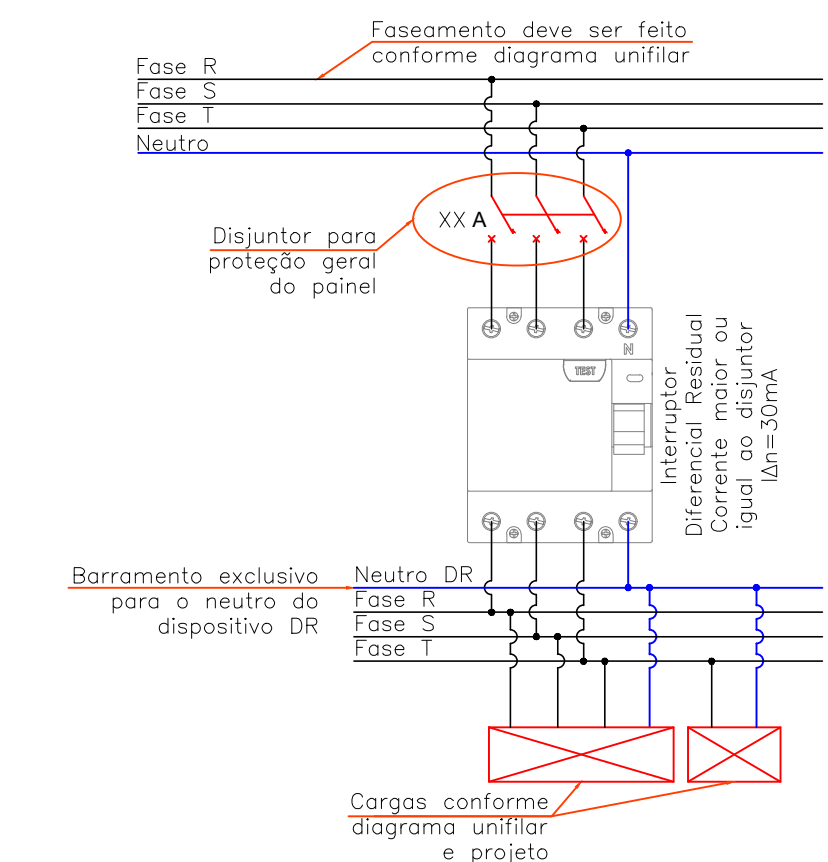 Faseamento deve ser feito
conforme diagrama unifilar
Fase R
Fase S
Fase T
Neutro
XX A
Disjuntor para
proteção geral
do painel
N
TEST
Interruptor
Diferencial Residual
Corrente maior ou
igual ao disjuntor
IΔn=30mA
Barramento exclusivo
para o neutro do
dispositivo DR
Neutro DR
Fase R
Fase S
Fase T
Cargas conforme
diagrama unifilar
e projeto